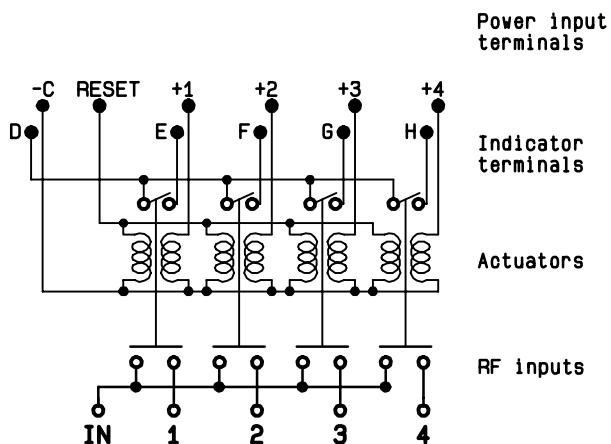 Power input
terminals
-C RESET +1 +2 +3 +4
D E F G H
Indicator
terminals
Actuators
RF inputs
IN 1 2 3 4